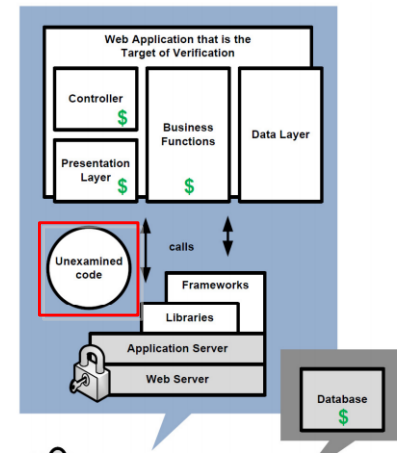 Web Application that is the
Target of Verification
Controller
$
Business
Functions
$
Data Layer
Presentation
Layer
$
calls
Unexamined
code
Frameworks
Libraries
Application Server
Web Server
Database
$